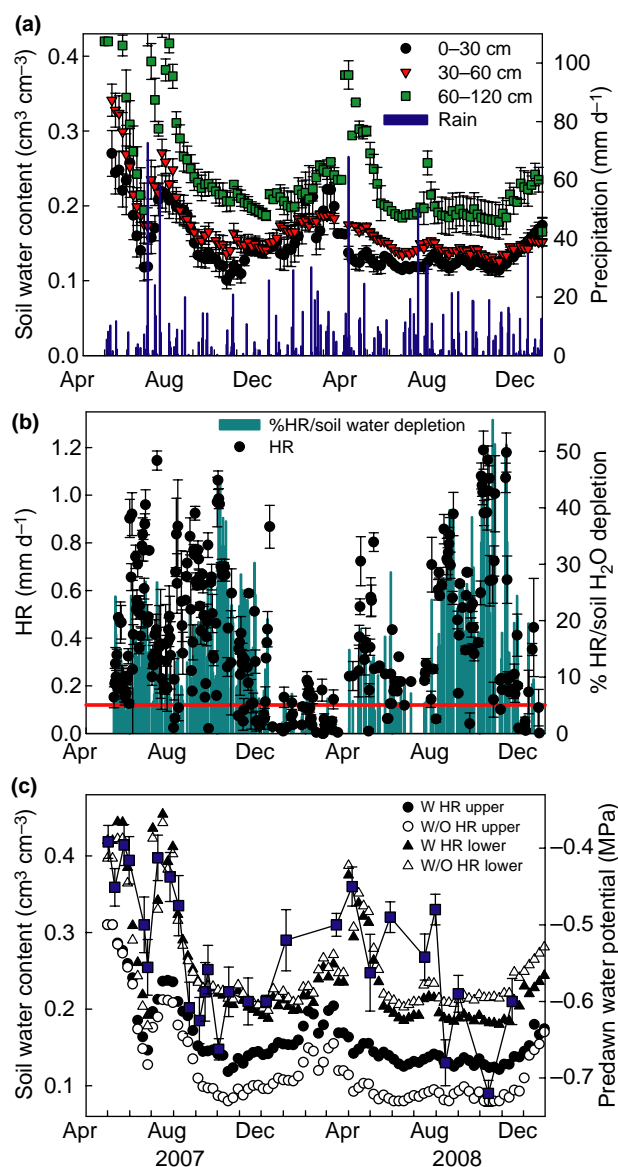 (a)
0–30 cm
30–60 cm
60–120 cm
Rain
Soil water content (cm³ cm⁻³)
0.4
0.3
0.2
0.1
0.0
Precipitation (mm d⁻¹)
100
80
60
40
20
0
Apr Aug Dec Apr Aug Dec
(b)
%HR/soil water depletion
HR
HR (mm d⁻¹)
1.2
1.0
0.8
0.6
0.4
0.2
0.0
% HR/soil H₂O depletion
50
40
30
20
10
0
Apr Aug Dec Apr Aug Dec
(c)
W HR upper
W/O HR upper
W HR lower
W/O HR lower
Soil water content (cm³ cm⁻³)
0.4
0.3
0.2
0.1
Predawn water potential (MPa)
−0.4
−0.5
−0.6
−0.7
Apr Aug Dec Apr Aug Dec
2007 2008